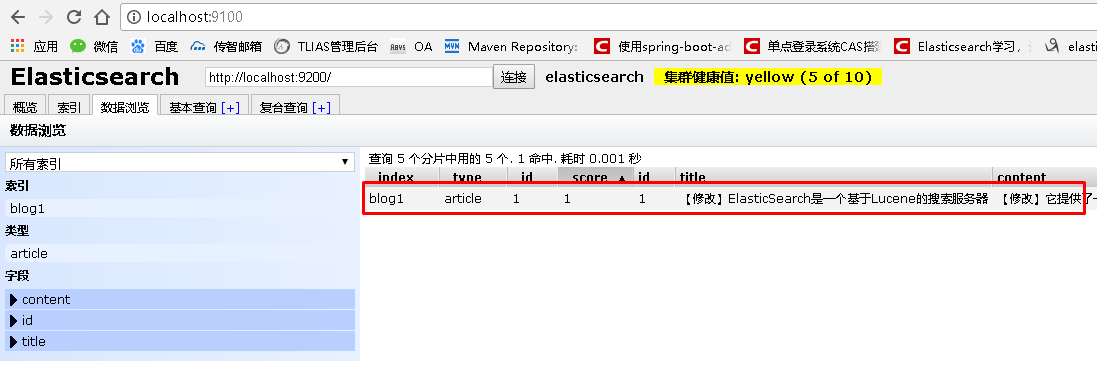 localhost:9100
应用 微信 百度 传智邮箱 TLIAS管理后台 OA Maven Repository: 使用spring-boot-ad 单点登录系统CAS搭建 Elasticsearch学习, elasti
Elasticsearch http://localhost:9200/ 连接 elasticsearch 集群健康值: yellow (5 of 10)
概览 索引 数据浏览 基本查询 [+] 复合查询 [+]
数据浏览
所有索引
索引
blog1
类型
article
字段
content
id
title
查询 5 个分片中用的 5 个. 1 命中. 耗时 0.001 秒
_index _type _id _score ▲ id title content
blog1 article 1 1 1 【修改】ElasticSearch是一个基于Lucene的搜索服务器 【修改】它提供了一